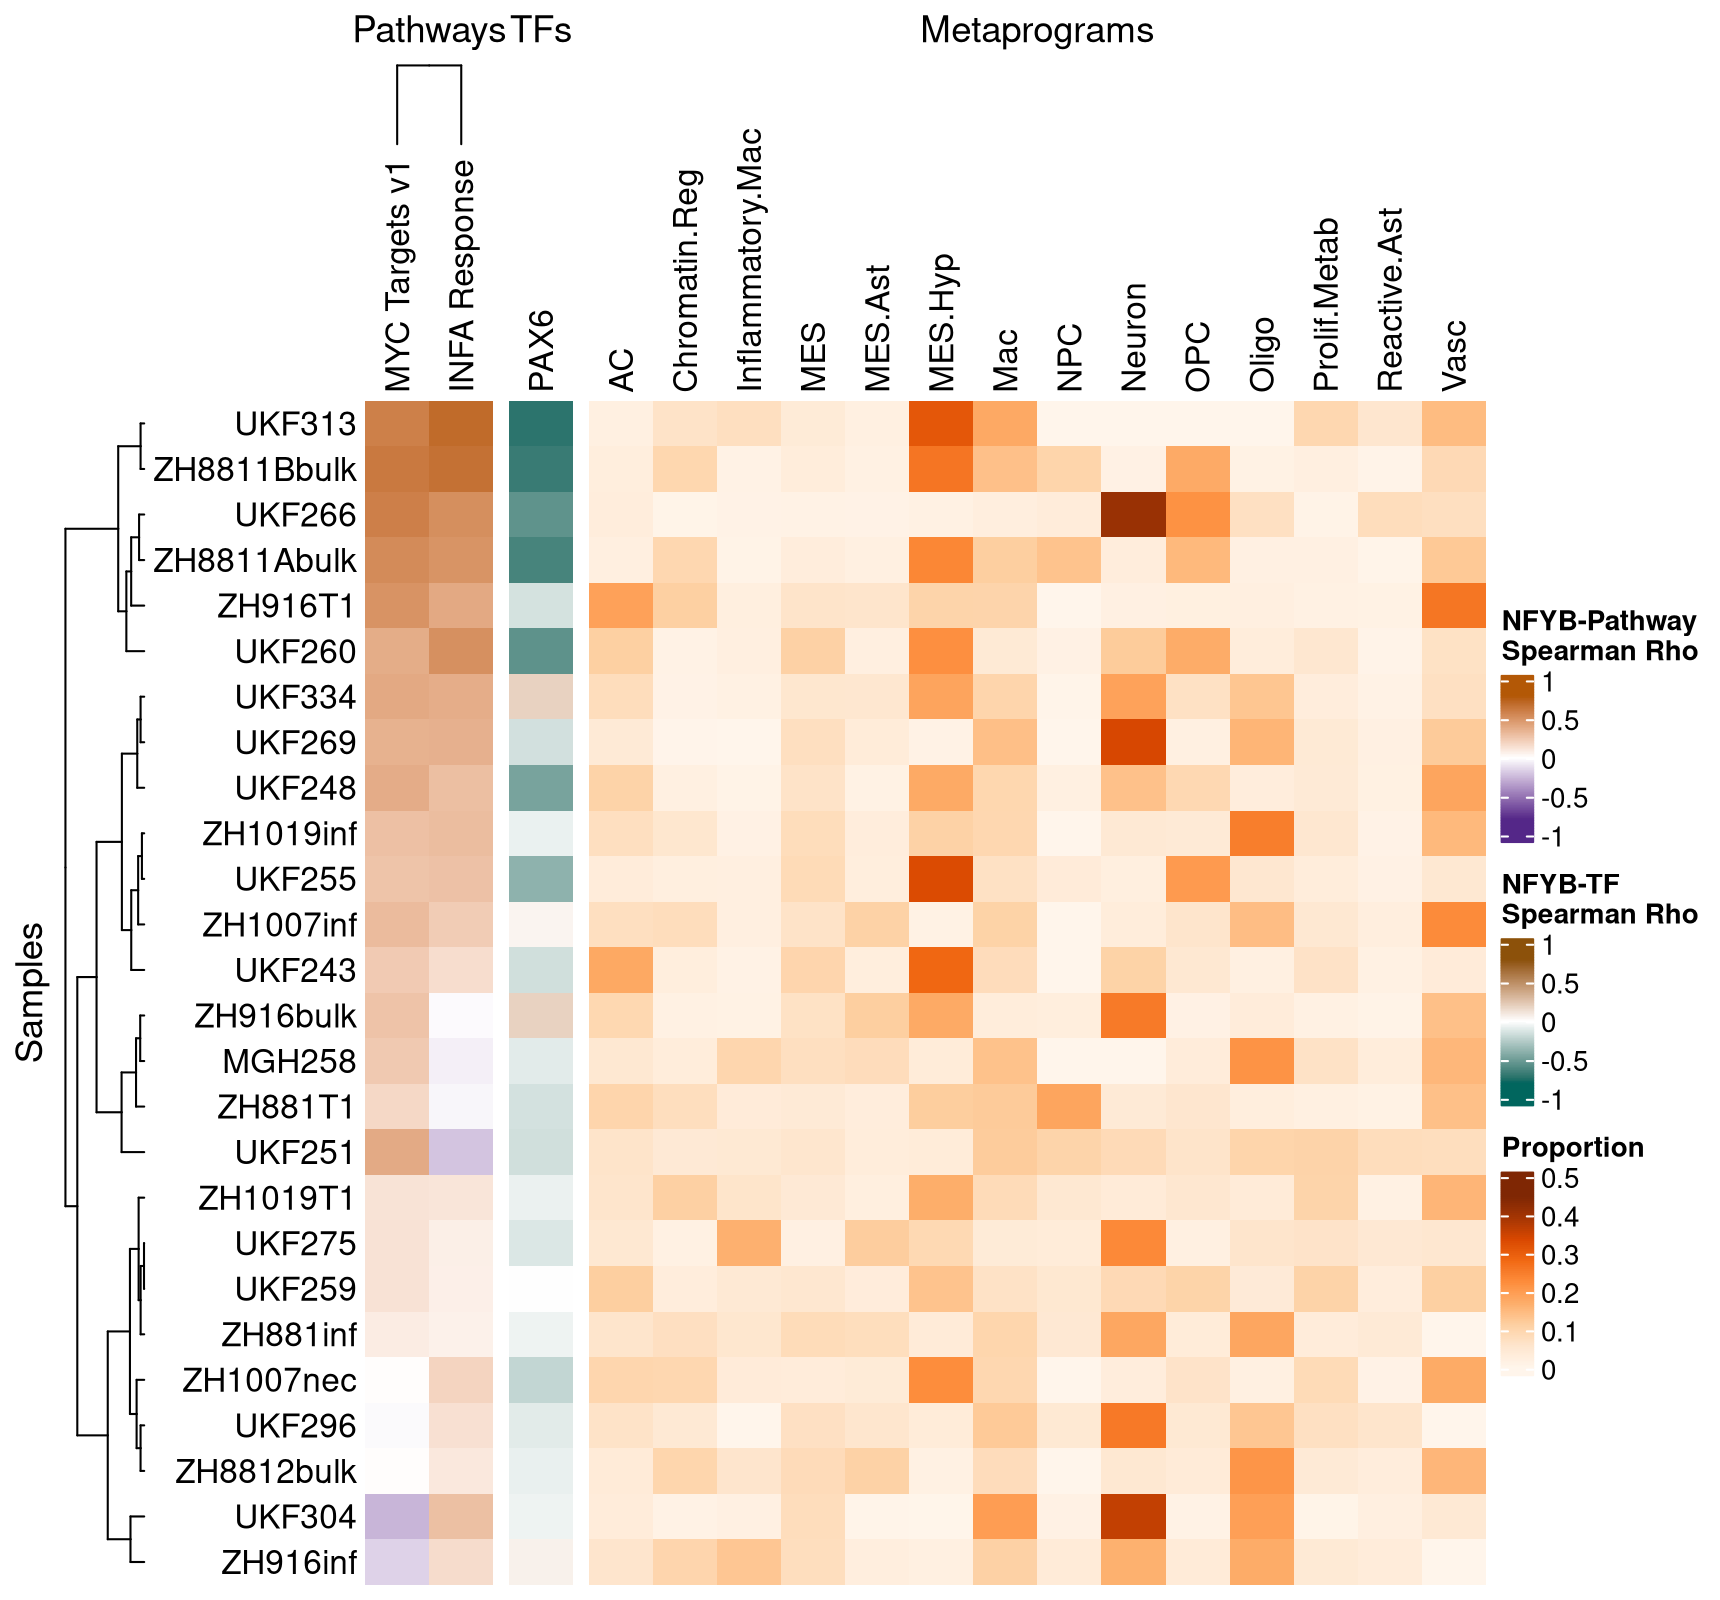 Pathways TFs Metaprograms
MYC Targets v1
INFA Response
PAX6
AC
Chromatin.Reg
Inflammatory.Mac
MES
MES.Ast
MES.Hyp
Mac
NPC
Neuron
OPC
Oligo
Prolif.Metab
Reactive.Ast
Vasc
Samples
UKF313
ZH8811Bbulk
UKF266
ZH8811Abulk
ZH916T1
UKF260
UKF334
UKF269
UKF248
ZH1019inf
UKF255
ZH1007inf
UKF243
ZH916bulk
MGH258
ZH881T1
UKF251
ZH1019T1
UKF275
UKF259
ZH881inf
ZH1007nec
UKF296
ZH8812bulk
UKF304
ZH916inf
NFYB-Pathway
Spearman Rho
1
0.5
0
-0.5
-1
NFYB-TF
Spearman Rho
1
0.5
0
-0.5
-1
Proportion
0.5
0.4
0.3
0.2
0.1
0